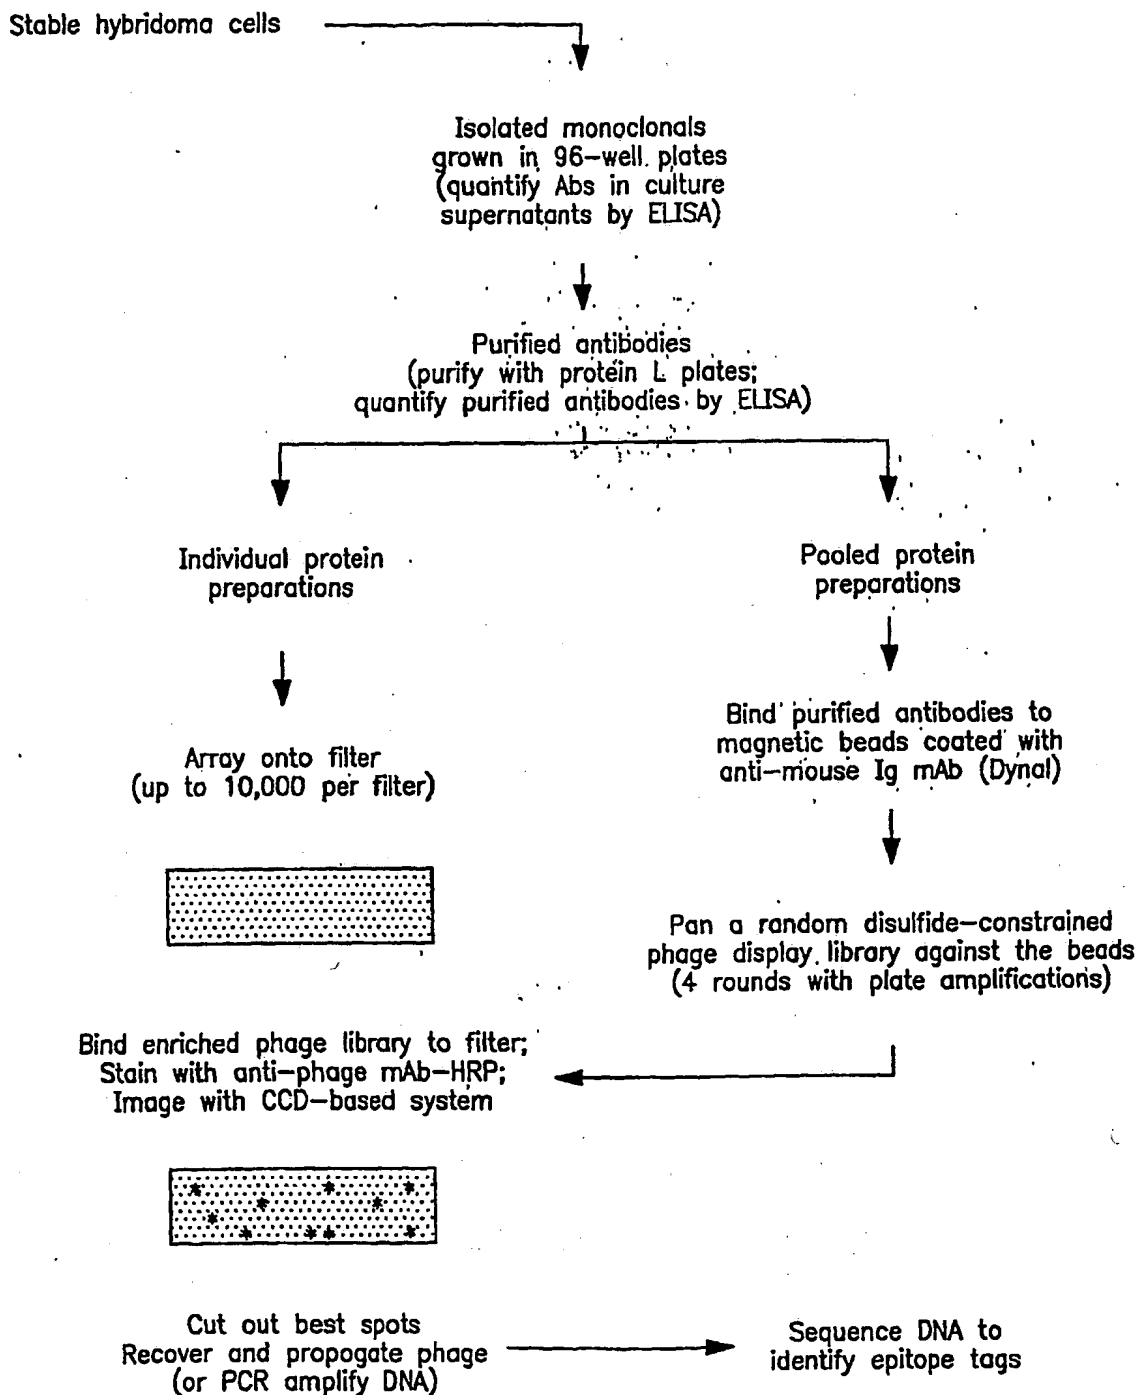 Stable hybridoma cells
Isolated monoclonals
grown in 96-well plates
(quantify Abs in culture
supernatants by ELISA)
Purified antibodies
(purify with protein L plates;
quantify purified antibodies by ELISA)
Individual protein
preparations
Pooled protein
preparations
Array onto filter
(up to 10,000 per filter)
Bind purified antibodies to
magnetic beads coated with
anti-mouse Ig mAb (Dynal)
Pan a random disulfide-constrained
phage display library against the beads
(4 rounds with plate amplifications)
Bind enriched phage library to filter;
Stain with anti-phage mAb-HRP;
Image with CCD-based system
Cut out best spots
Recover and propogate phage
(or PCR amplify DNA)
Sequence DNA to
identify epitope tags